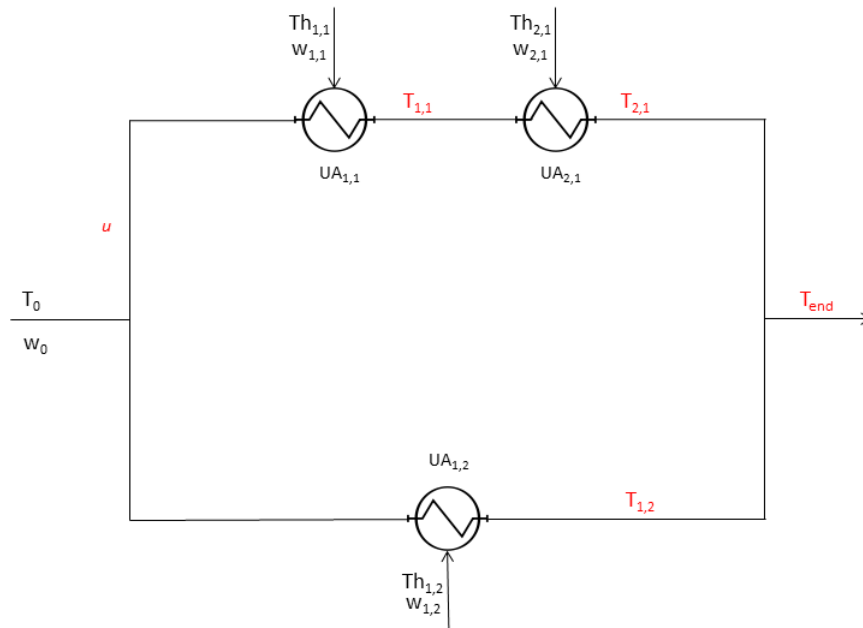 Th1,1 Th2,1
w1,1 w2,1
T1,1 T2,1
UA1,1 UA2,1
u
T0 Tend
w0
UA1,2
T1,2
Th1,2
w1,2